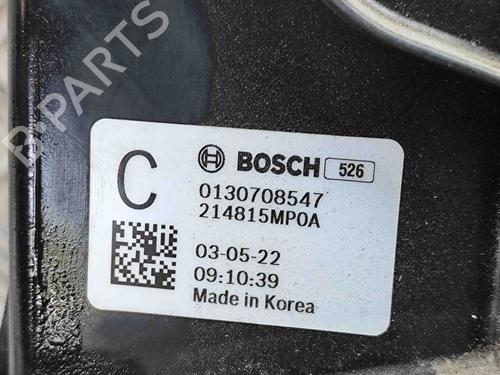 B-PARTS
C
BOSCH 526
0130708547
214815MP0A
03-05-22
09:10:39
Made in Korea